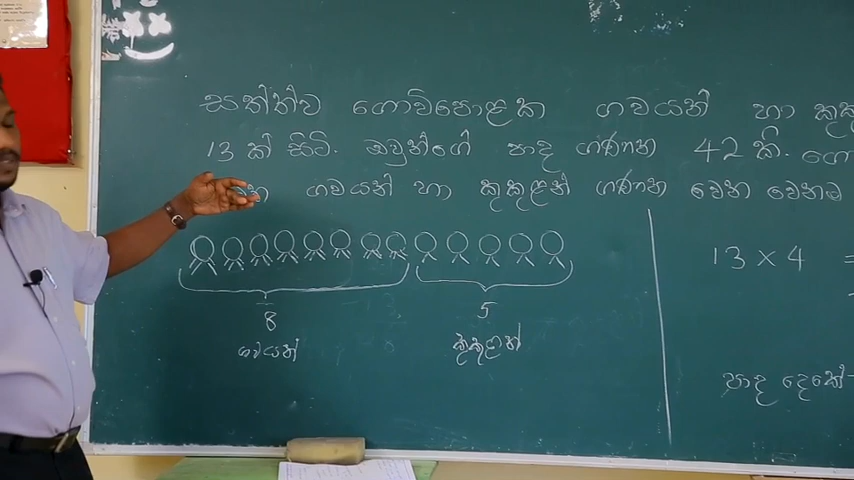 සත්ත්ව ගොවිපොළක ගවයන් හා
13 ක් සිටී. ඔවුන්ගේ පාද ගණන 42 කි.
ගවයන් හා කුකුළන් ගණන වෙන වෙනම
13 × 4 =
8 5
ගවයන් කුකුළන්
පාද දෙකේ